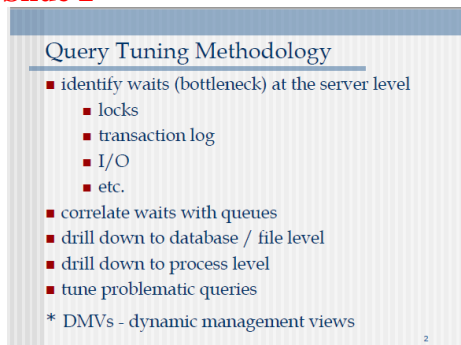 Query Tuning Methodology
identify waits (bottleneck) at the server level
locks
transaction log
I/O
etc.
correlate waits with queues
drill down to database / file level
drill down to process level
tune problematic queries
* DMVs - dynamic management views
2